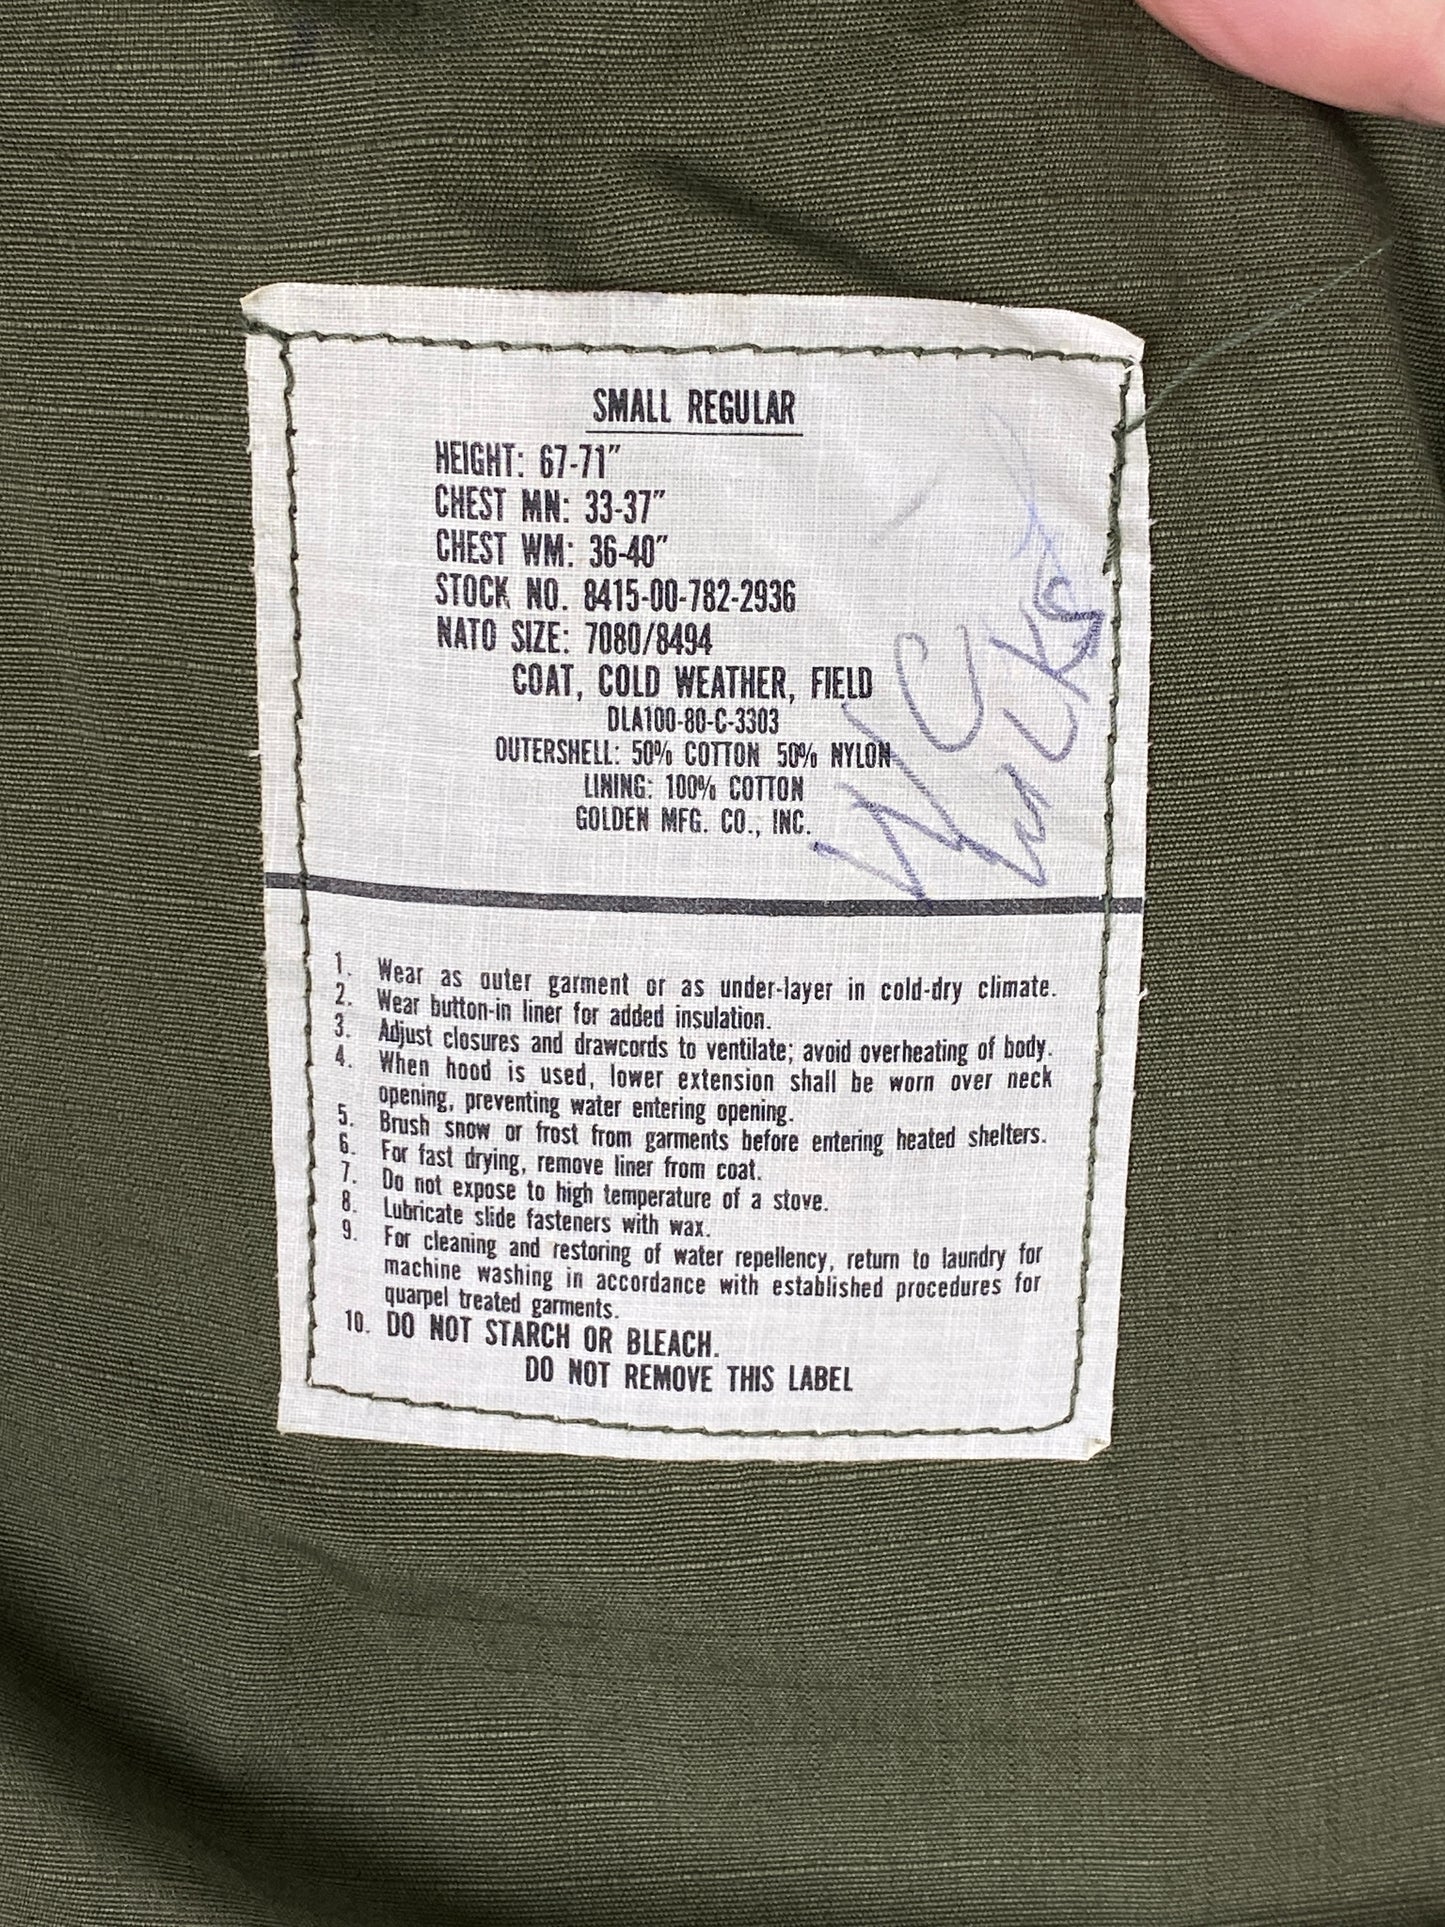 SMALL REGULAR
HEIGHT: 67-71"
CHEST MN: 33-37"
CHEST WM: 36-40"
STOCK NO. 8415-00-782-2936
NATO SIZE: 7080/8494
COAT, COLD WEATHER, FIELD
DLA100-80-C-3303
OUTERSHELL: 50% COTTON 50% NYLON
LINING: 100% COTTON
GOLDEN MFG. CO., INC.
1. Wear as outer garment or as under-layer in cold-dry climate.
2. Wear button-in liner for added insulation.
3. Adjust closures and drawcords to ventilate; avoid overheating of body.
4. When hood is used, lower extension shall be worn over neck
opening, preventing water entering opening.
5. Brush snow or frost from garments before entering heated shelters.
6. For fast drying, remove liner from coat.
7. Do not expose to high temperature of a stove.
8. Lubricate slide fasteners with wax.
9. For cleaning and restoring of water repellency, return to laundry for
machine washing in accordance with established procedures for
quarpel treated garments.
10. DO NOT STARCH OR BLEACH.
DO NOT REMOVE THIS LABEL